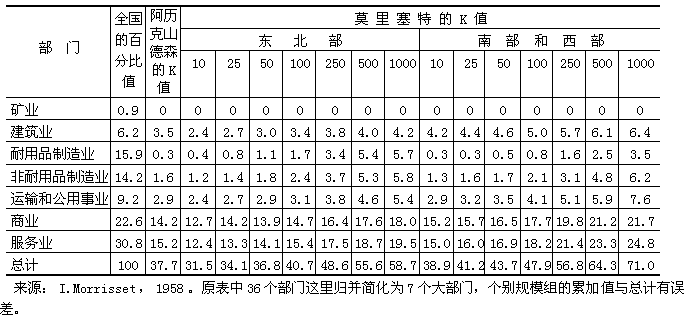 部 门 全国的百分比值 阿历克山德森的K值 莫里塞特的K值
东 北 部 南 部 和 西 部
10 25 50 100 250 500 1000 10 25 50 100 250 500 1000
矿业 0.9 0 0 0 0 0 0 0 0 0 0 0 0 0 0 0
建筑业 6.2 3.5 2.4 2.7 3.0 3.4 3.8 4.0 4.2 4.2 4.4 4.6 5.0 5.7 6.1 6.4
耐用品制造业 15.9 0.3 0.4 0.8 1.1 1.7 3.4 5.4 5.7 0.3 0.3 0.5 0.8 1.6 2.5 3.5
非耐用品制造业 14.2 1.6 1.2 1.4 1.8 2.4 3.7 5.3 5.8 1.3 1.6 1.7 2.1 3.1 4.8 6.2
运输和公用事业 9.2 2.9 2.4 2.7 2.9 3.1 3.8 4.6 5.4 2.9 3.2 3.5 4.1 5.1 5.9 7.6
商业 22.6 14.2 12.7 14.2 13.9 14.7 16.4 17.6 18.0 15.2 15.7 16.5 17.7 19.8 21.2 21.7
服务业 30.8 15.2 12.4 13.3 14.1 15.4 17.5 18.7 19.5 15.0 16.0 16.9 18.2 21.4 23.3 24.8
总计 100 37.7 31.5 34.1 36.8 40.7 48.6 55.6 58.7 38.9 41.2 43.7 47.9 56.8 64.3 71.0
来源： I.Morrisset， 1958 。原表中 36 个部门这里归并简化为 7 个大部门，个别规模组的累加值与总计有误
差。